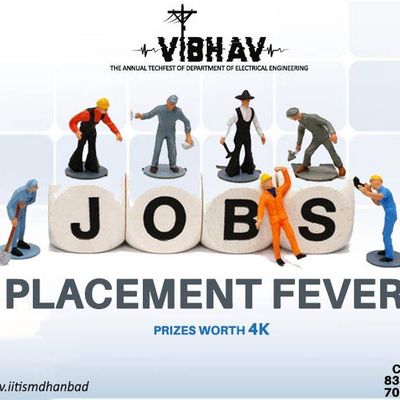 VIBHAV
THE ANNUAL TECHFEST OF DEPARTMENT OF ELECTRICAL ENGINEERING
JOBS
PLACEMENT FEVER
PRIZES WORTH 4K
w.iitismdhanbad
C
83
70